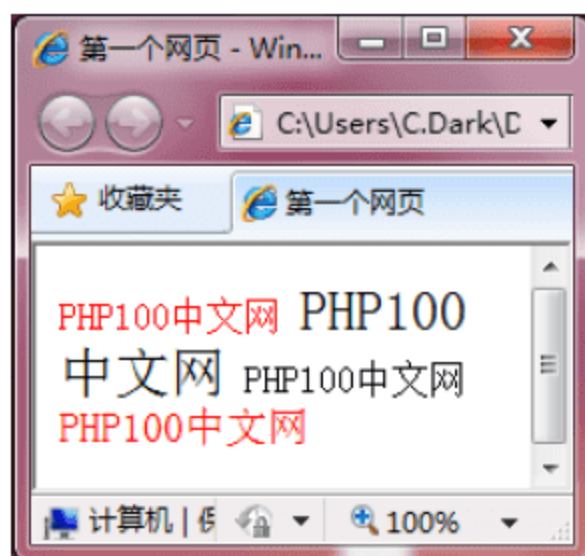 第一个网页 - Win...
C:\Users\C.Dark\D
收藏夹 第一个网页
PHP100中文网 PHP100
中文网 PHP100中文网
PHP100中文网
计算机 | 100%